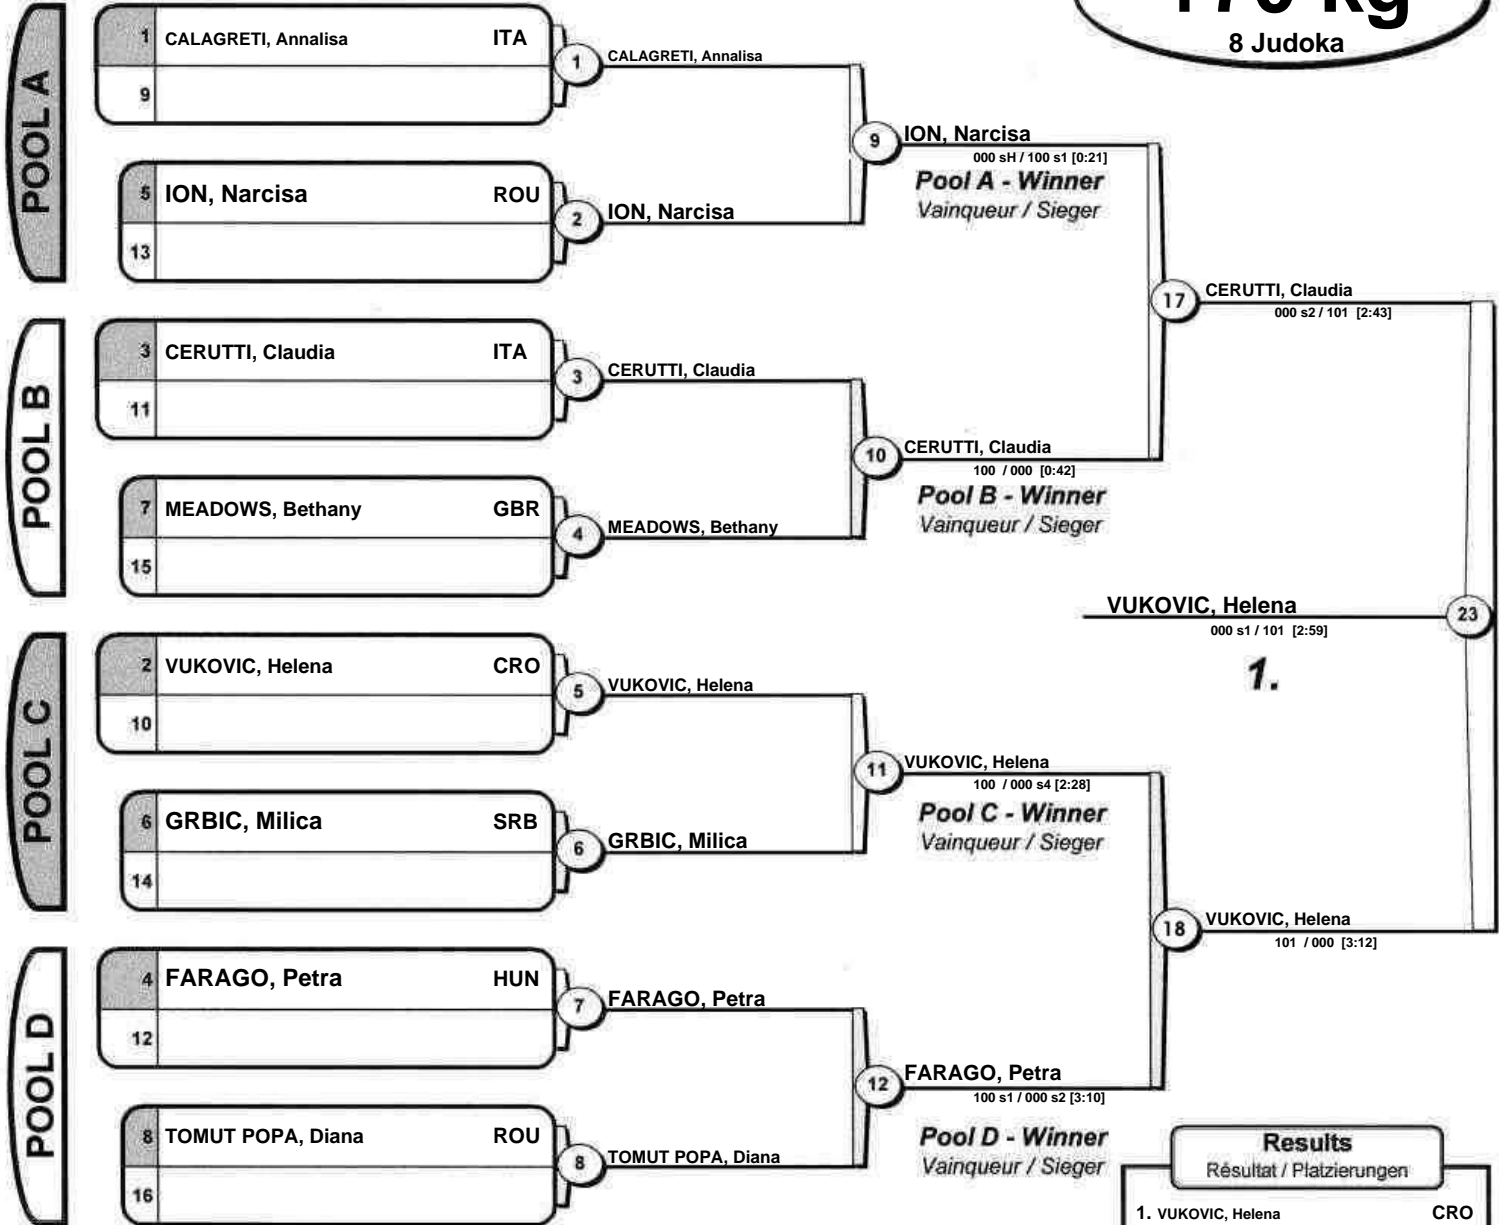 +70 kg
8 Judoka
POOL A
1 CALAGRETI, Annalisa ITA
9
5 ION, Narcisa ROU
13
1 CALAGRETI, Annalisa
2 ION, Narcisa
9 ION, Narcisa
000 sH / 100 s1 [0:21]
Pool A - Winner
Vainqueur / Sieger
POOL B
3 CERUTTI, Claudia ITA
11
7 MEADOWS, Bethany GBR
15
3 CERUTTI, Claudia
4 MEADOWS, Bethany
10 CERUTTI, Claudia
100 / 000 [0:42]
Pool B - Winner
Vainqueur / Sieger
17 CERUTTI, Claudia
000 s2 / 101 [2:43]
VUKOVIC, Helena 23
000 s1 / 101 [2:59]
1.
POOL C
2 VUKOVIC, Helena CRO
10
6 GRBIC, Milica SRB
14
5 VUKOVIC, Helena
6 GRBIC, Milica
11 VUKOVIC, Helena
100 / 000 s4 [2:28]
Pool C - Winner
Vainqueur / Sieger
18 VUKOVIC, Helena
101 / 000 [3:12]
POOL D
4 FARAGO, Petra HUN
12
8 TOMUT POPA, Diana ROU
16
7 FARAGO, Petra
8 TOMUT POPA, Diana
12 FARAGO, Petra
100 s1 / 000 s2 [3:10]
Pool D - Winner
Vainqueur / Sieger
Results
Résultat / Platzierungen
1. VUKOVIC, Helena CRO